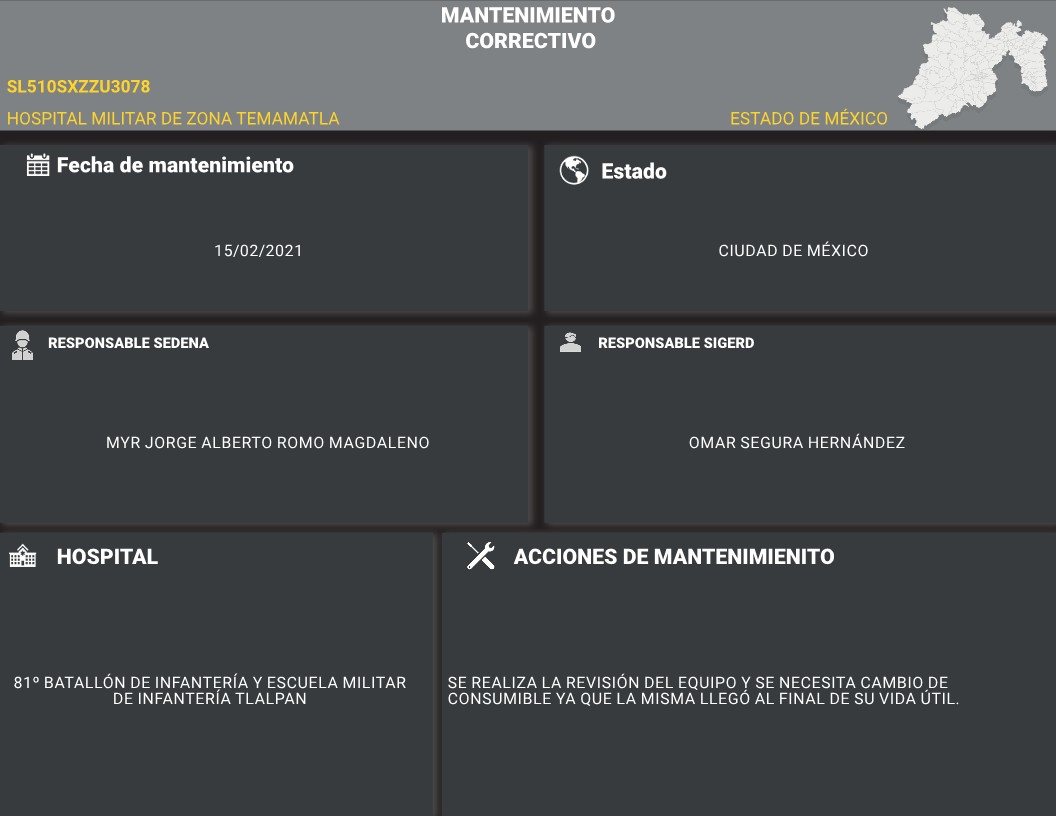 MANTENIMIENTO
CORRECTIVO
SL510SXZZU3078
HOSPITAL MILITAR DE ZONA TEMAMATLA
ESTADO DE MÉXICO
Fecha de mantenimiento
Estado
15/02/2021
CIUDAD DE MÉXICO
RESPONSABLE SEDENA
RESPONSABLE SIGERD
MYR JORGE ALBERTO ROMO MAGDALENO
OMAR SEGURA HERNÁNDEZ
HOSPITAL
ACCIONES DE MANTENIMIENITO
81º BATALLÓN DE INFANTERÍA Y ESCUELA MILITAR
DE INFANTERÍA TLALPAN
SE REALIZA LA REVISIÓN DEL EQUIPO Y SE NECESITA CAMBIO DE
CONSUMIBLE YA QUE LA MISMA LLEGÓ AL FINAL DE SU VIDA ÚTIL.